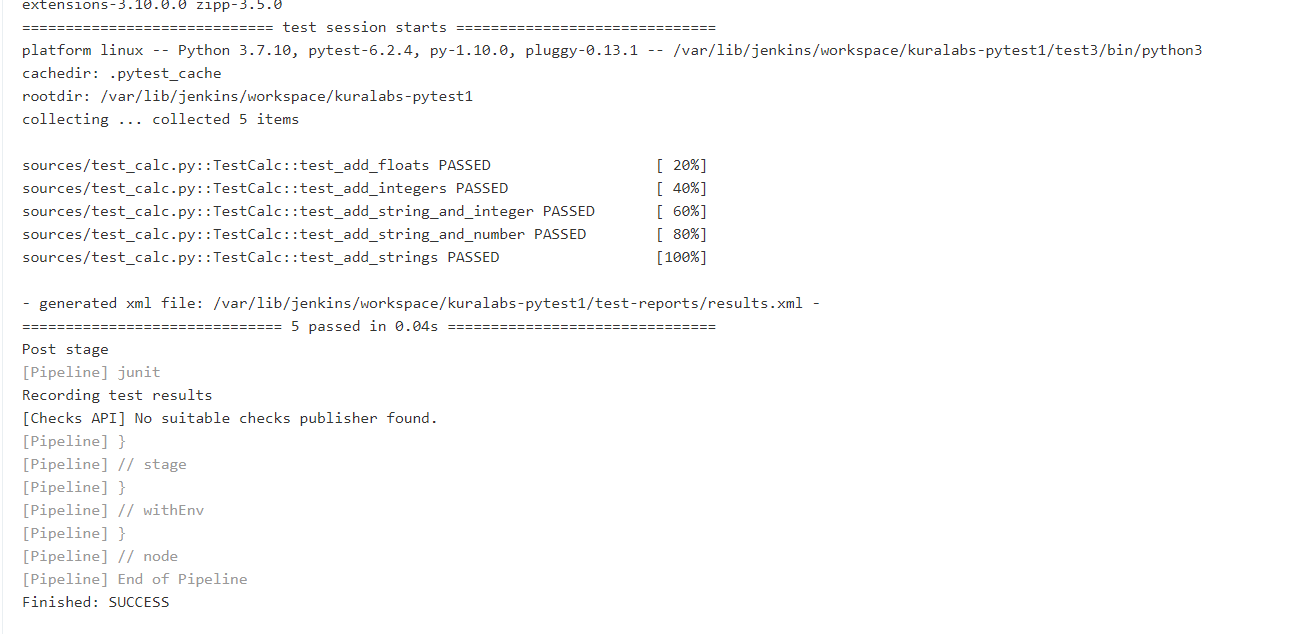 extensions-3.10.0.0 zipp-3.5.0
============================= test session starts ==============================
platform linux -- Python 3.7.10, pytest-6.2.4, py-1.10.0, pluggy-0.13.1 -- /var/lib/jenkins/workspace/kuralabs-pytest1/test3/bin/python3
cachedir: .pytest_cache
rootdir: /var/lib/jenkins/workspace/kuralabs-pytest1
collecting ... collected 5 items
sources/test_calc.py::TestCalc::test_add_floats PASSED                   [ 20%]
sources/test_calc.py::TestCalc::test_add_integers PASSED                 [ 40%]
sources/test_calc.py::TestCalc::test_add_string_and_integer PASSED       [ 60%]
sources/test_calc.py::TestCalc::test_add_string_and_number PASSED        [ 80%]
sources/test_calc.py::TestCalc::test_add_strings PASSED                  [100%]
- generated xml file: /var/lib/jenkins/workspace/kuralabs-pytest1/test-reports/results.xml -
============================== 5 passed in 0.04s ===============================
Post stage
[Pipeline] junit
Recording test results
[Checks API] No suitable checks publisher found.
[Pipeline] }
[Pipeline] // stage
[Pipeline] }
[Pipeline] // withEnv
[Pipeline] }
[Pipeline] // node
[Pipeline] End of Pipeline
Finished: SUCCESS